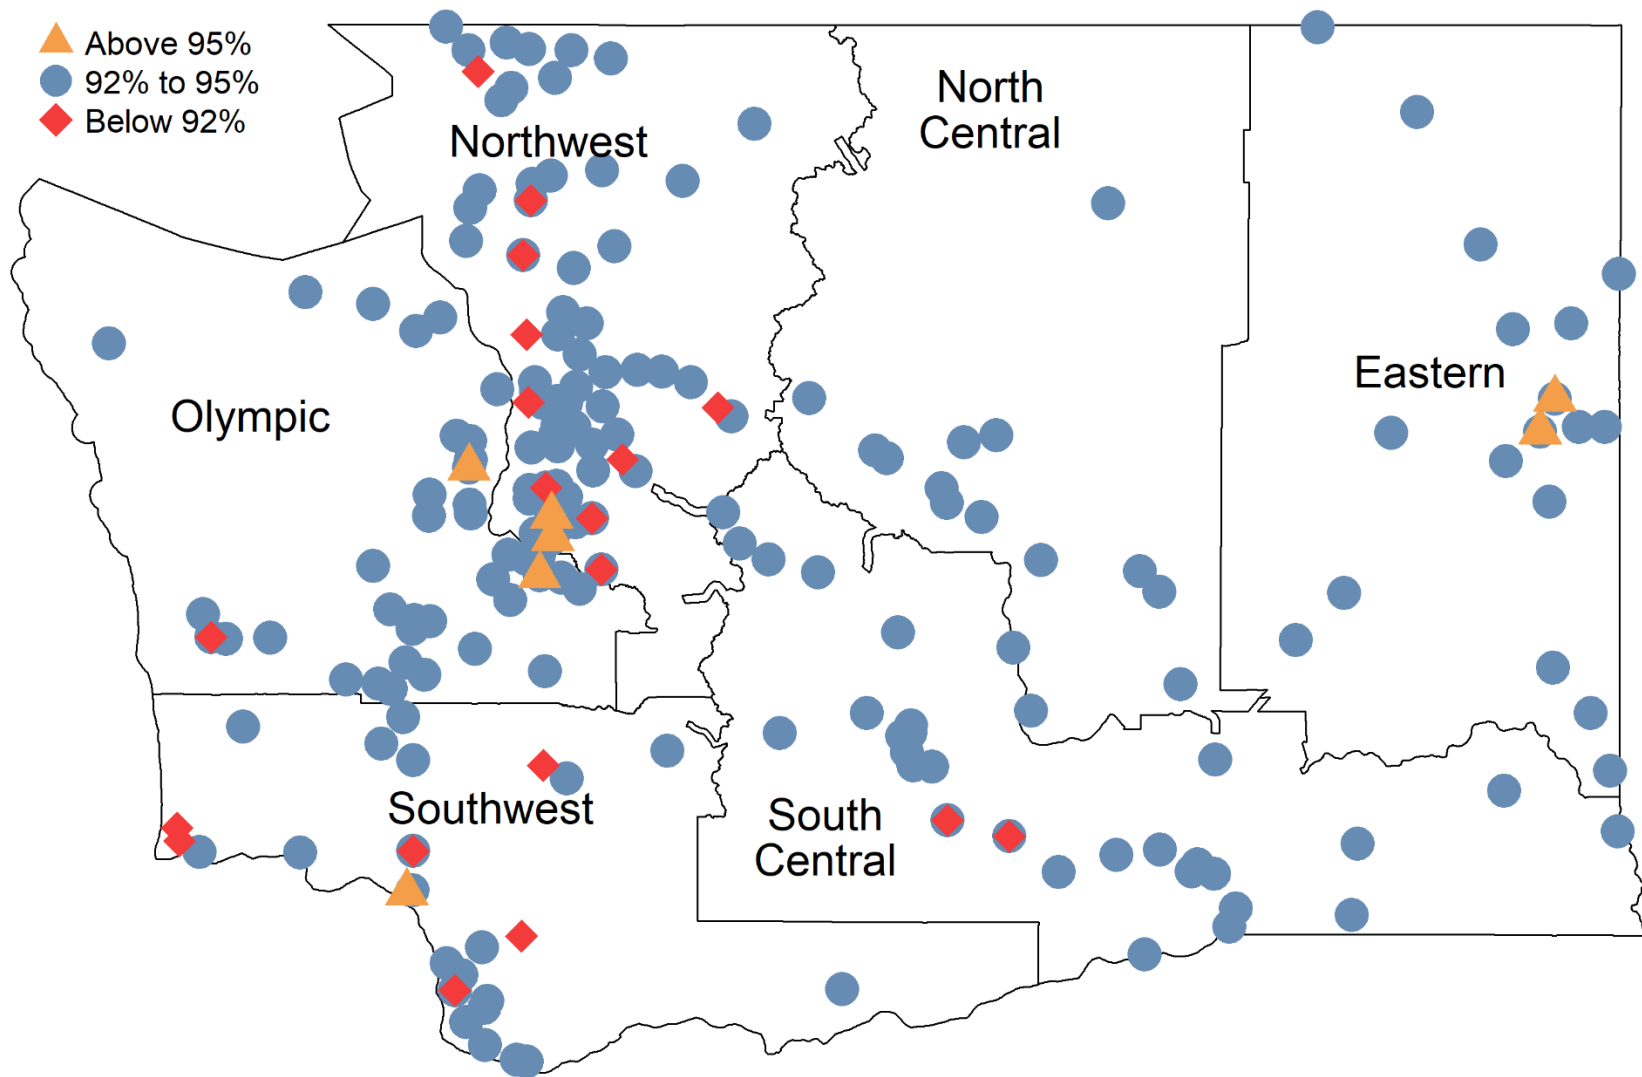 Above 95%
92% to 95%
Below 92%
North
Central
Northwest
Eastern
Olympic
Southwest
South
Central